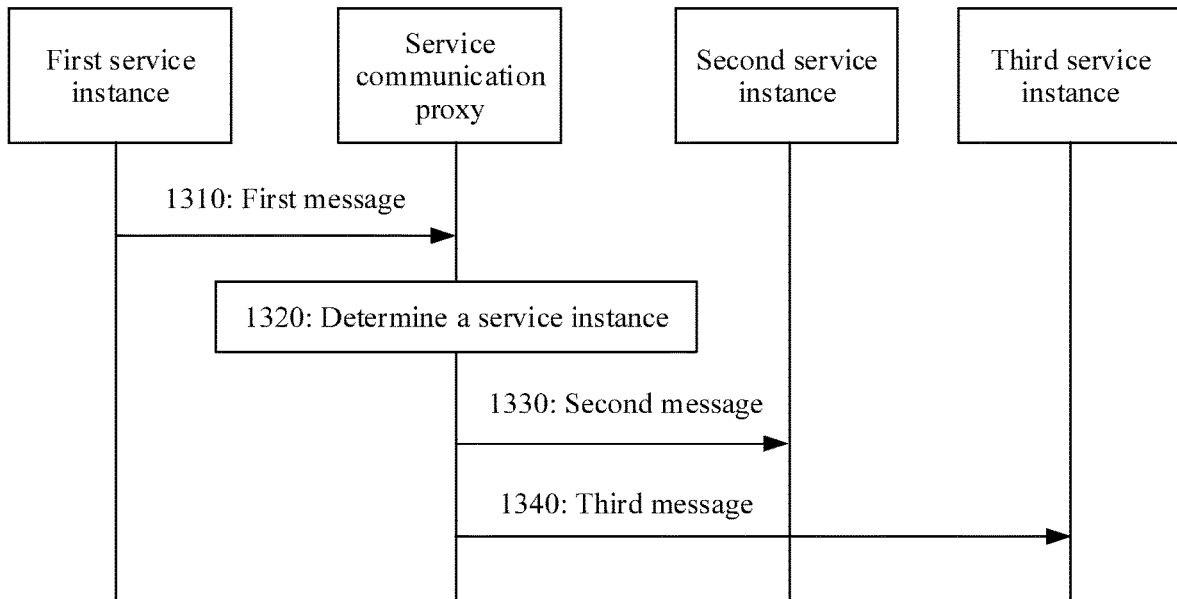 First service
instance
Service
communication
proxy
Second service
instance
Third service
instance
1310: First message
1320: Determine a service instance
1330: Second message
1340: Third message